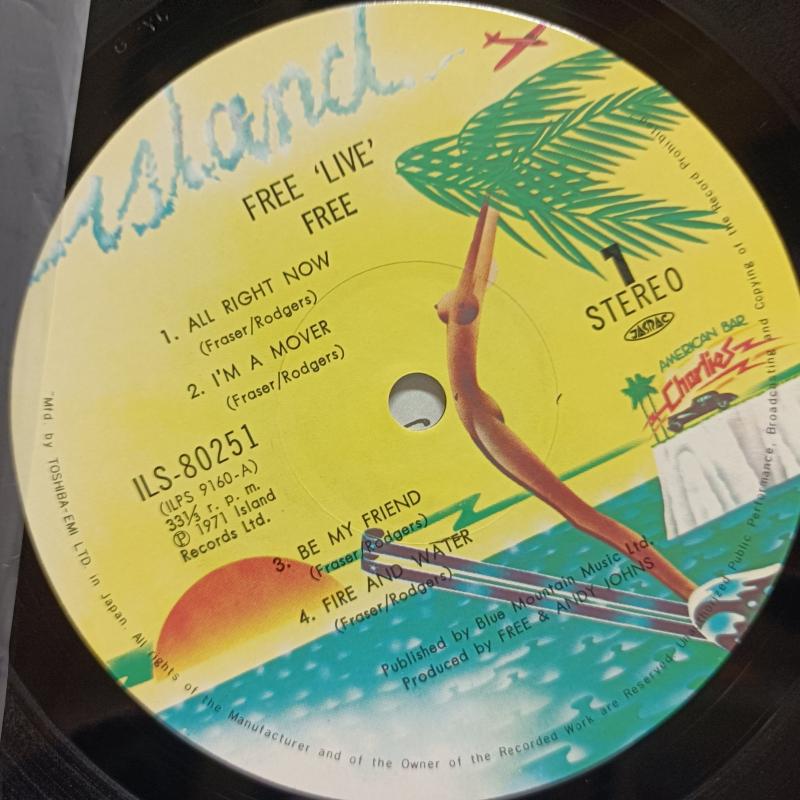 island
FREE 'LIVE'
FREE
1
STEREO
JASRAC
1. ALL RIGHT NOW
(Fraser/Rodgers)
2. I'M A MOVER
(Fraser/Rodgers)
AMERICAN BAR
Charlie's
ILS-80251
(ILPS 9160-A)
33⅓ r. p. m.
Ⓟ 1971 Island
Records Ltd.
3. BE MY FRIEND
(Fraser/Rodgers)
4. FIRE AND WATER
(Fraser/Rodgers)
Published by Blue Mountain Music Ltd.
Produced by FREE & ANDY JOHNS
"Mfd. by TOSHIBA-EMI LTD. in Japan. All rights of the Manufacturer and of the Owner of the Recorded Work are Reserved. Unauthorized Public Performance, Broadcasting and Copying of the Record Prohibited